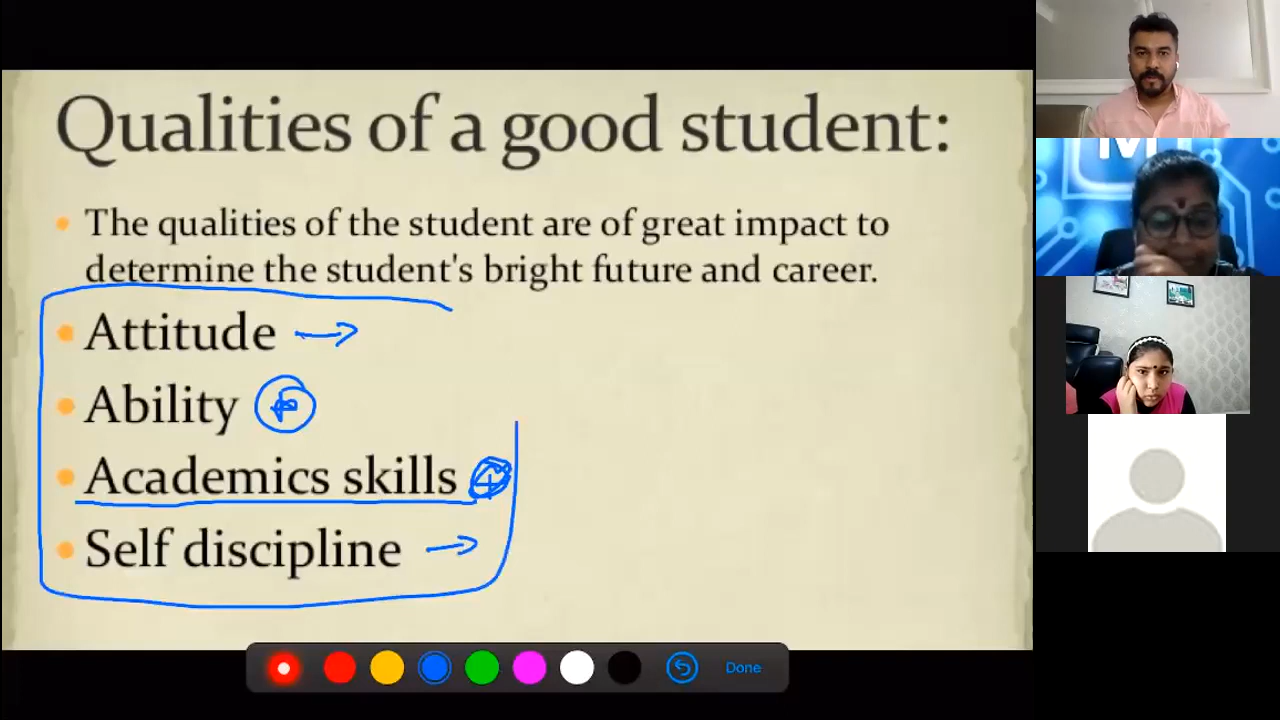 Qualities of a good student:
The qualities of the student are of great impact to
determine the student's bright future and career.
Attitude
Ability
Academics skills
Self discipline
Done